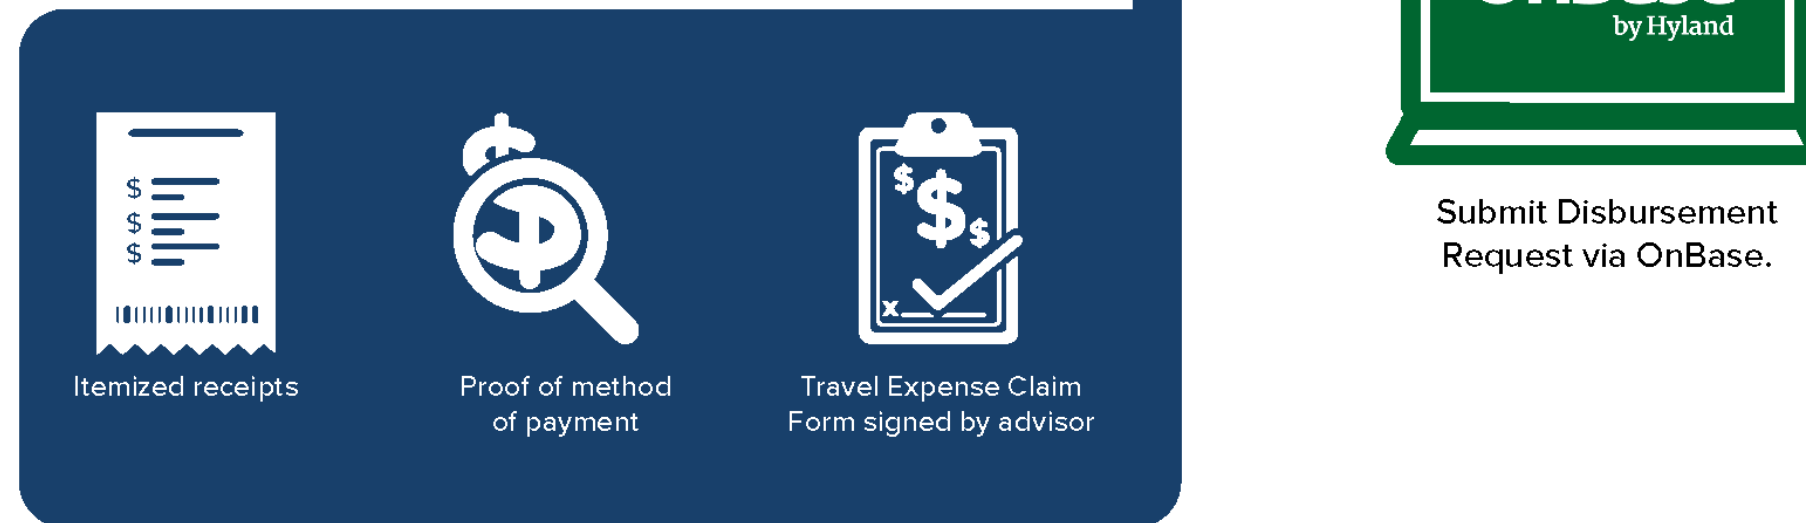 by Hyland
$
$
$
$
$
$
x
Itemized receipts
Proof of method
of payment
Travel Expense Claim
Form signed by advisor
Submit Disbursement
Request via OnBase.